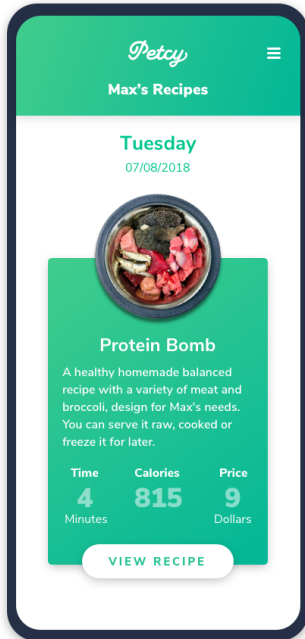 Petcy
Max's Recipes
Tuesday
07/08/2018
Protein Bomb
A healthy homemade balanced
recipe with a variety of meat and
broccoli, design for Max's needs.
You can serve it raw, cooked or
freeze it for later.
Time Calories Price
4 815 9
Minutes Dollars
VIEW RECIPE